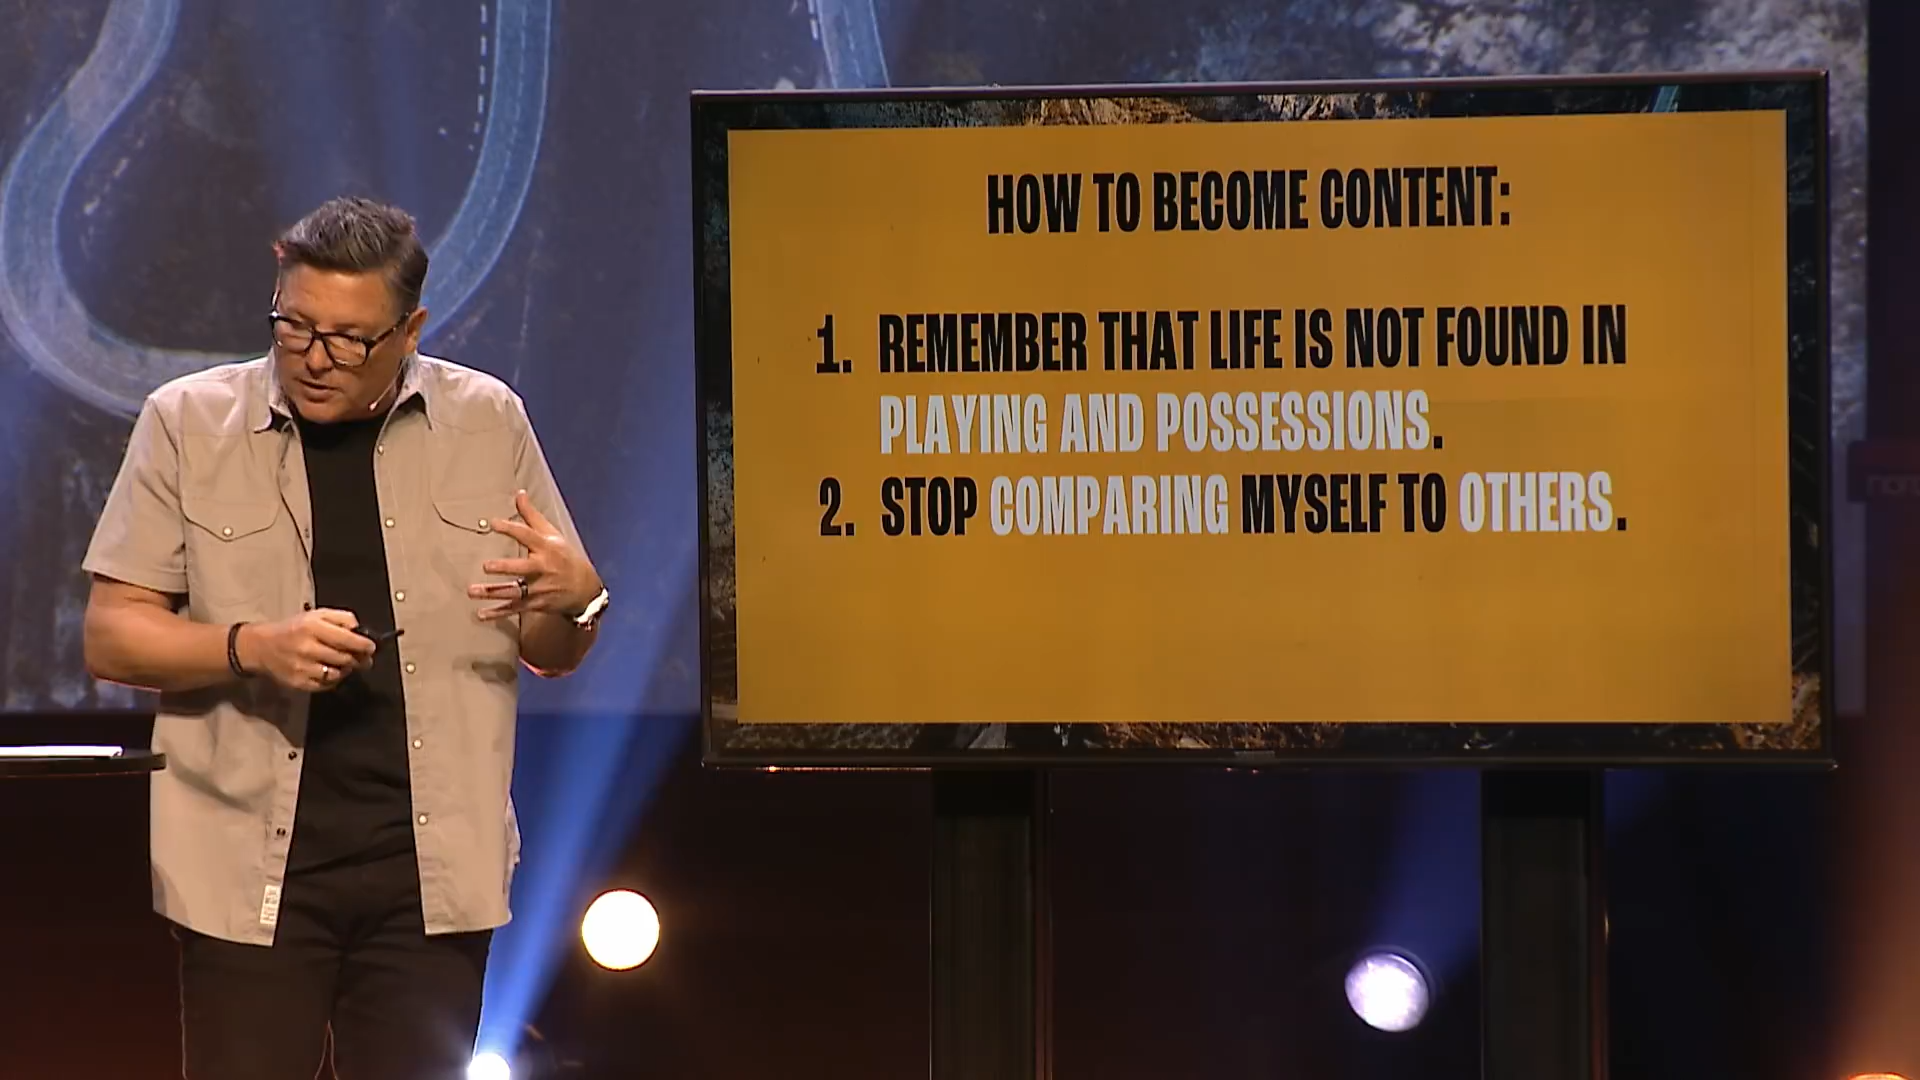 HOW TO BECOME CONTENT:
1. REMEMBER THAT LIFE IS NOT FOUND IN
PLAYING AND POSSESSIONS.
2. STOP COMPARING MYSELF TO OTHERS.